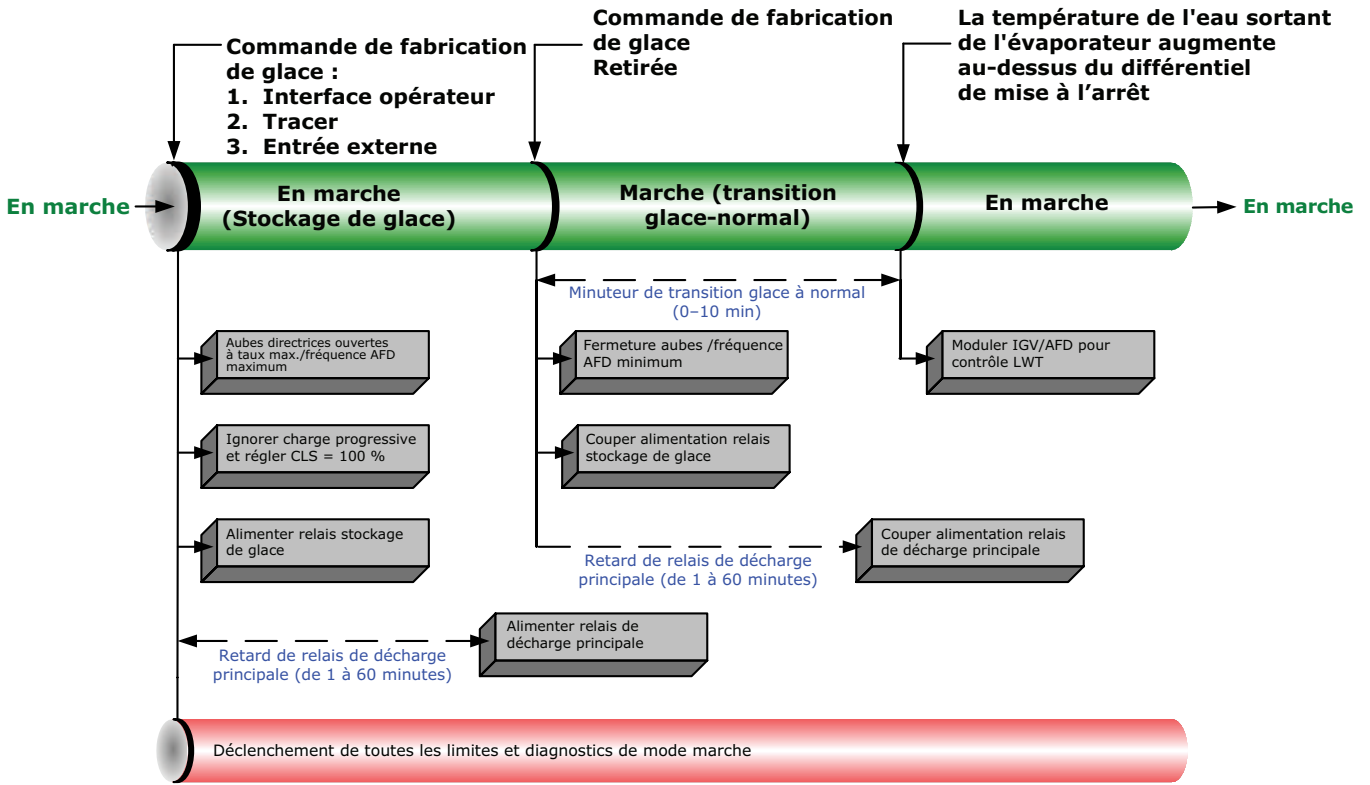 Commande de fabrication
de glace :
1. Interface opérateur
2. Tracer
3. Entrée externe
Commande de fabrication
de glace
Retirée
La température de l'eau sortant
de l'évaporateur augmente
au-dessus du différentiel
de mise à l’arrêt
En marche
En marche
(Stockage de glace)
Marche (transition
glace-normal)
En marche
En marche
Minuteur de transition glace à normal
(0–10 min)
Aubes directrices ouvertes
à taux max./fréquence AFD
maximum
Fermeture aubes /fréquence
AFD minimum
Moduler IGV/AFD pour
contrôle LWT
Ignorer charge progressive
et régler CLS = 100 %
Couper alimentation relais
stockage de glace
Alimenter relais stockage
de glace
Retard de relais de décharge
principale (de 1 à 60 minutes)
Couper alimentation relais
de décharge principale
Retard de relais de décharge
principale (de 1 à 60 minutes)
Alimenter relais de
décharge principale
Déclenchement de toutes les limites et diagnostics de mode marche